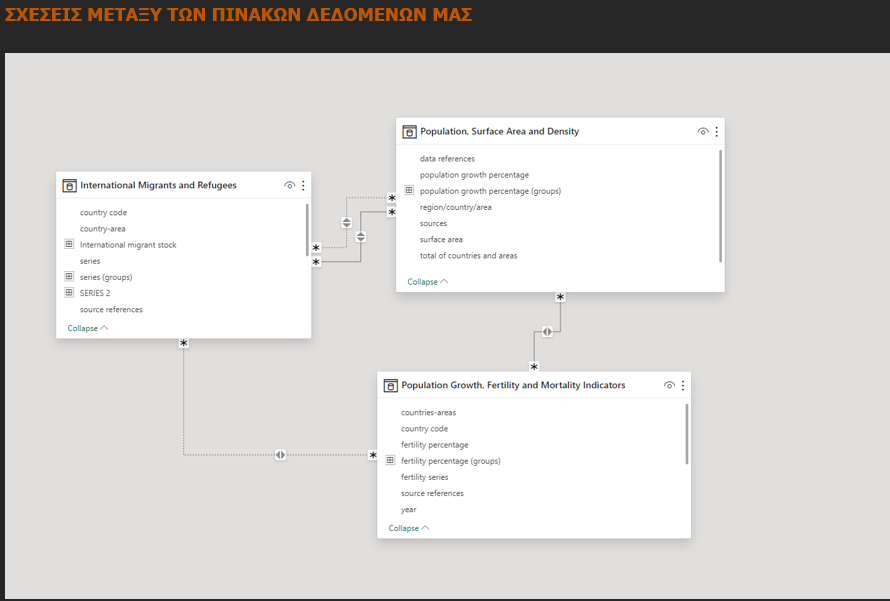 ΣΧΕΣΕΙΣ ΜΕΤΑΞΥ ΤΩΝ ΠΙΝΑΚΩΝ ΔΕΔΟΜΕΝΩΝ ΜΑΣ
International Migrants and Refugees
country code
country-area
International migrant stock
series
series (groups)
SERIES 2
source references
Collapse
Population, Surface Area and Density
data references
population growth percentage
population growth percentage (groups)
region/country/area
sources
surface area
total of countries and areas
Collapse
Population Growth, Fertility and Mortality Indicators
countries-areas
country code
fertility percentage
fertility percentage (groups)
fertility series
source references
year
Collapse